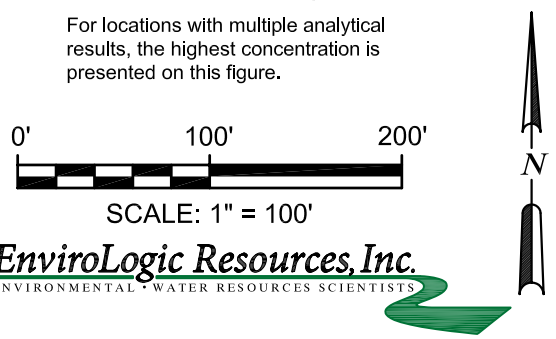 For locations with multiple analytical
results, the highest concentration is
presented on this figure.
0' 100' 200'
N
SCALE: 1" = 100'
EnviroLogic Resources, Inc.
NVIRONMENTAL · WATER RESOURCES SCIENTISTS